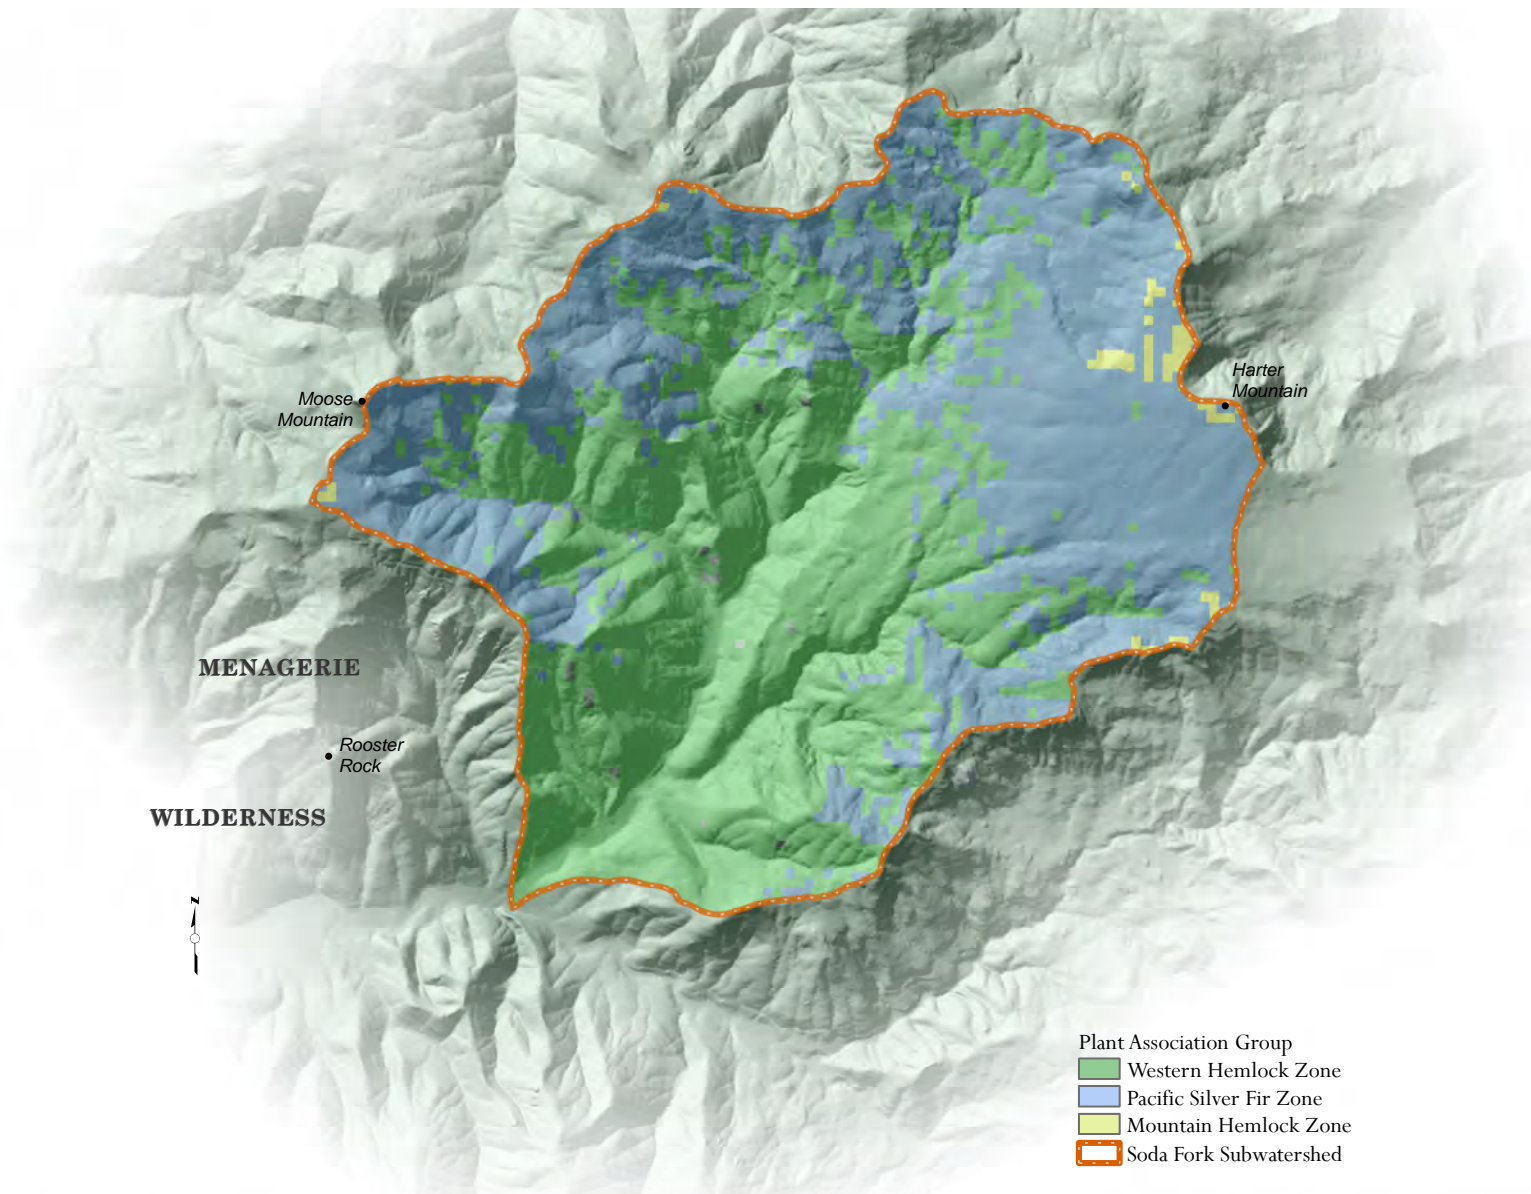 Moose
Mountain
Harter
Mountain
MENAGERIE
Rooster
Rock
WILDERNESS
N
Plant Association Group
Western Hemlock Zone
Pacific Silver Fir Zone
Mountain Hemlock Zone
Soda Fork Subwatershed